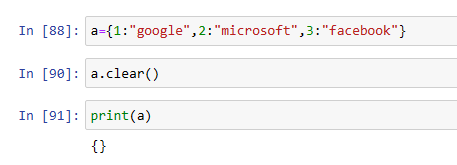 In [88]: a={1:"google",2:"microsoft",3:"facebook"}
In [90]: a.clear()
In [91]: print(a)
{}